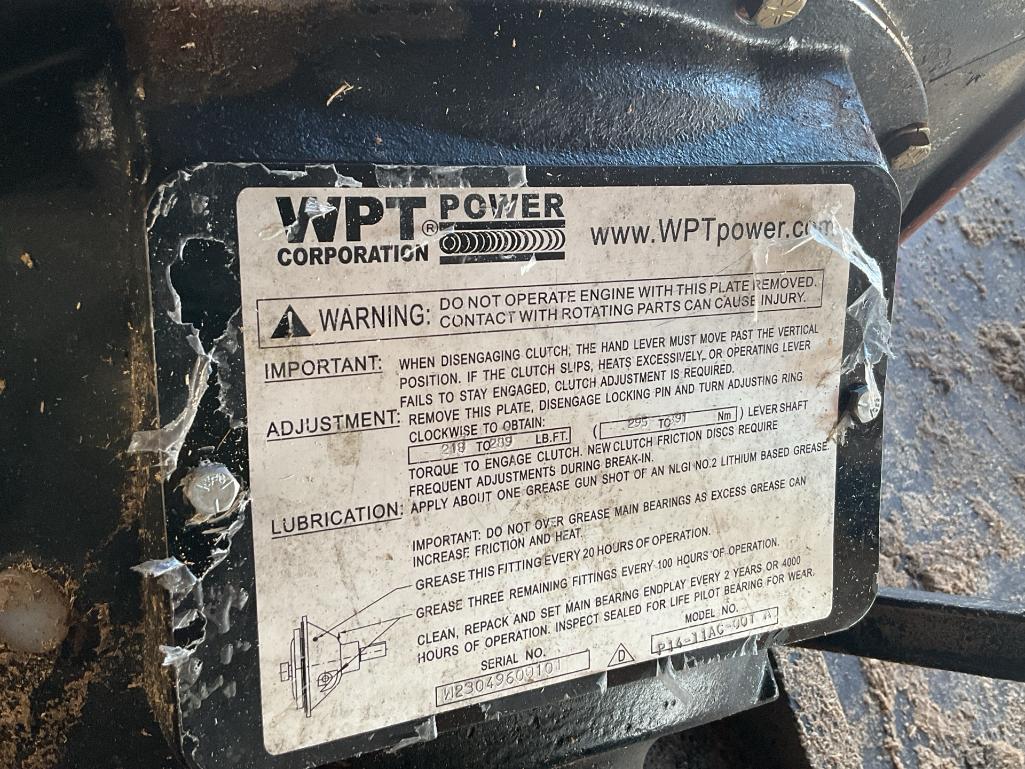 WPT® POWER
CORPORATION
www.WPTpower.com
WARNING: DO NOT OPERATE ENGINE WITH THIS PLATE REMOVED.
CONTACT WITH ROTATING PARTS CAN CAUSE INJURY.
IMPORTANT: WHEN DISENGAGING CLUTCH, THE HAND LEVER MUST MOVE PAST THE VERTICAL
POSITION. IF THE CLUTCH SLIPS, HEATS EXCESSIVELY, OR OPERATING LEVER
FAILS TO STAY ENGAGED, CLUTCH ADJUSTMENT IS REQUIRED.
ADJUSTMENT: REMOVE THIS PLATE, DISENGAGE LOCKING PIN AND TURN ADJUSTING RING
CLOCKWISE TO OBTAIN:
218 TO 289 LB.FT. ( 295 TO 391 Nm ) LEVER SHAFT
TORQUE TO ENGAGE CLUTCH. NEW CLUTCH FRICTION DISCS REQUIRE
FREQUENT ADJUSTMENTS DURING BREAK-IN.
LUBRICATION: APPLY ABOUT ONE GREASE GUN SHOT OF AN NLGI NO.2 LITHIUM BASED GREASE.
IMPORTANT: DO NOT OVER GREASE MAIN BEARINGS AS EXCESS GREASE CAN
INCREASE FRICTION AND HEAT.
GREASE THIS FITTING EVERY 20 HOURS OF OPERATION.
GREASE THREE REMAINING FITTINGS EVERY 100 HOURS OF OPERATION.
CLEAN, REPACK AND SET MAIN BEARING ENDPLAY EVERY 2 YEARS OR 4000
HOURS OF OPERATION. INSPECT SEALED FOR LIFE PILOT BEARING FOR WEAR.
SERIAL NO. MODEL NO.
W230496009101 D P14-11AC-001 A